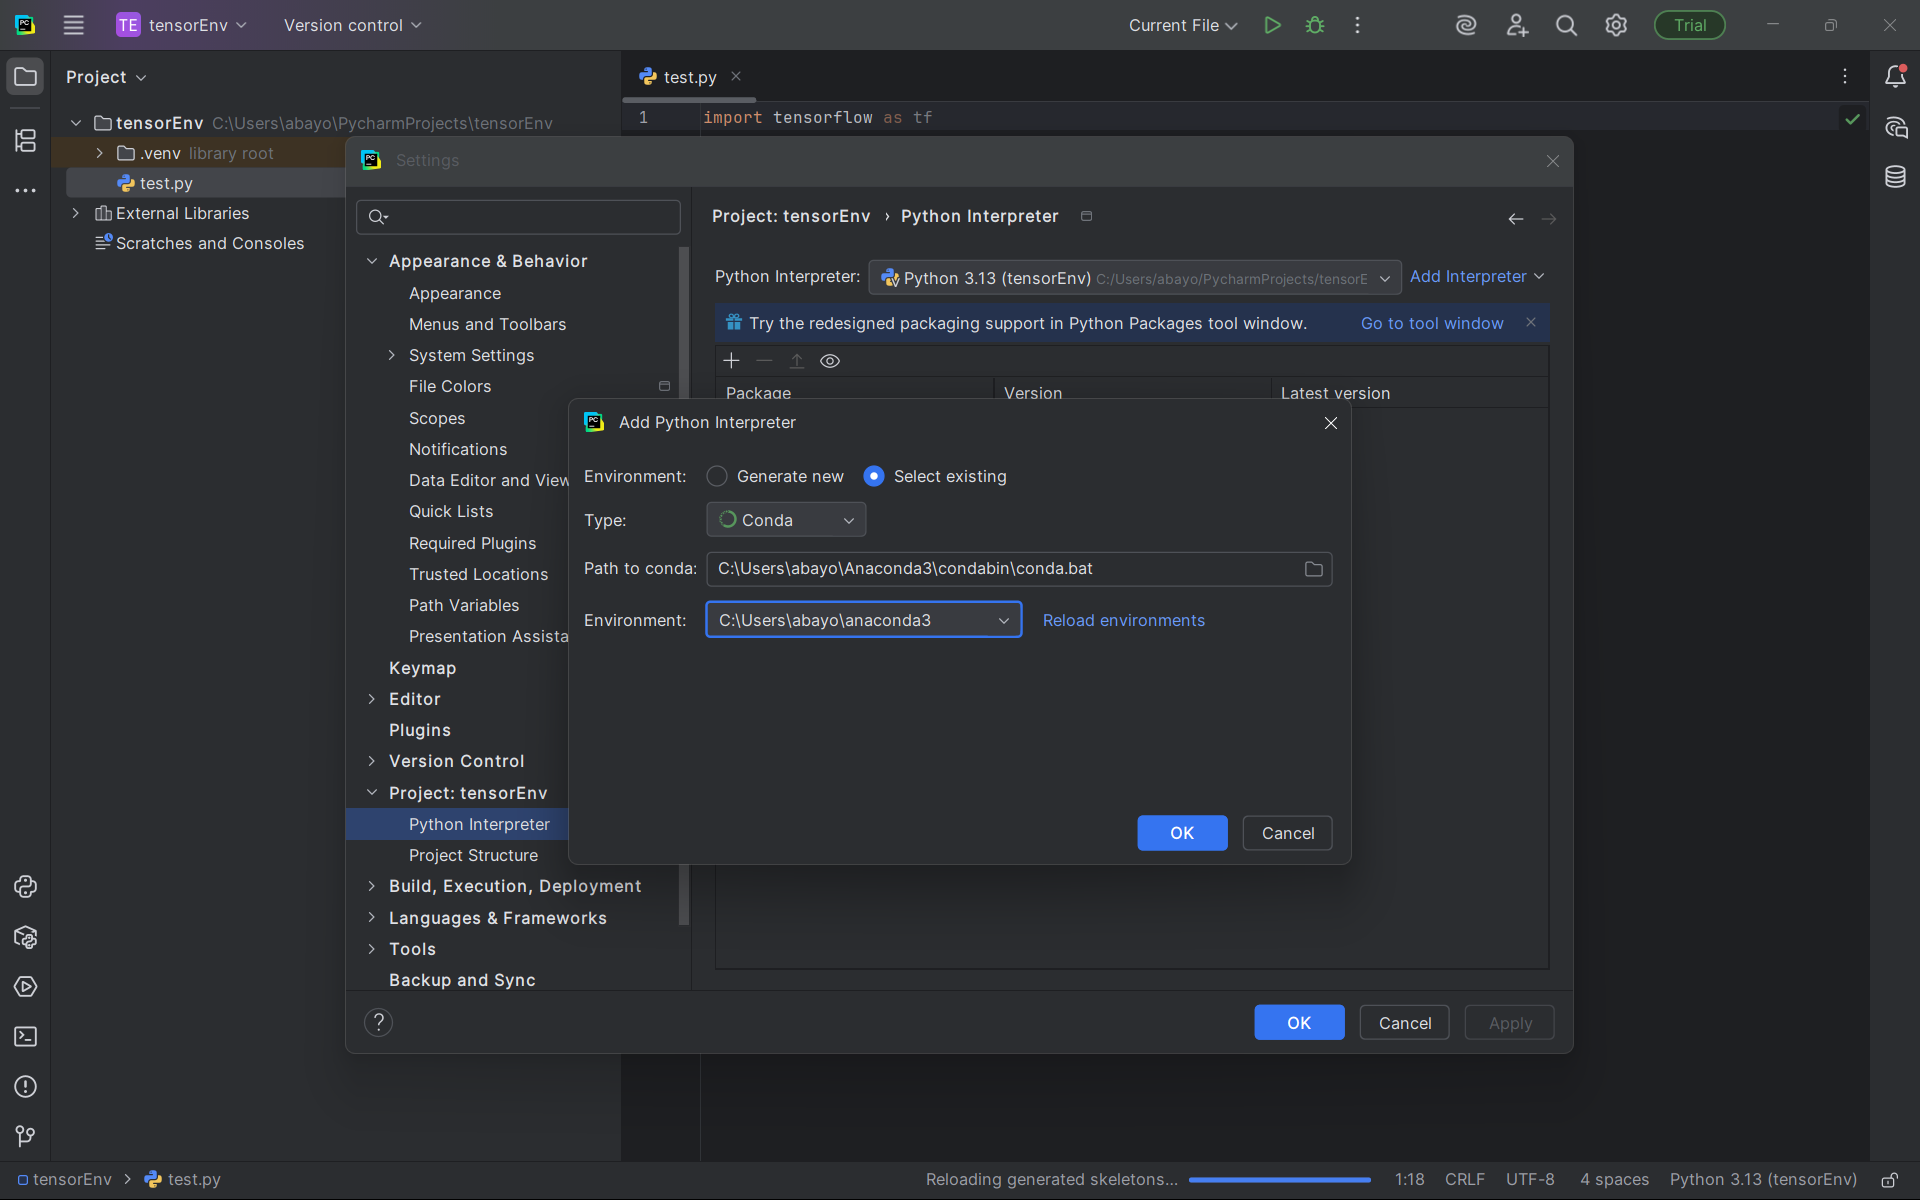 TE tensorEnv
Version control
Current File
Trial
Project
test.py
tensorEnv C:\Users\abayo\PycharmProjects\tensorEnv
1 import tensorflow as tf
.venv library root
test.py
External Libraries
Scratches and Consoles
Settings
Appearance & Behavior
Appearance
Menus and Toolbars
System Settings
File Colors
Scopes
Notifications
Data Editor and View
Quick Lists
Required Plugins
Trusted Locations
Path Variables
Presentation Assista
Keymap
Editor
Plugins
Version Control
Project: tensorEnv
Python Interpreter
Project Structure
Build, Execution, Deployment
Languages & Frameworks
Tools
Backup and Sync
Project: tensorEnv › Python Interpreter
Python Interpreter: Python 3.13 (tensorEnv) C:/Users/abayo/PycharmProjects/tensorE Add Interpreter
Try the redesigned packaging support in Python Packages tool window. Go to tool window
Package Version Latest version
Add Python Interpreter
Environment: Generate new Select existing
Type: Conda
Path to conda: C:\Users\abayo\Anaconda3\condabin\conda.bat
Environment: C:\Users\abayo\anaconda3 Reload environments
OK Cancel
? OK Cancel Apply
tensorEnv > test.py
Reloading generated skeletons... 1:18 CRLF UTF-8 4 spaces Python 3.13 (tensorEnv)